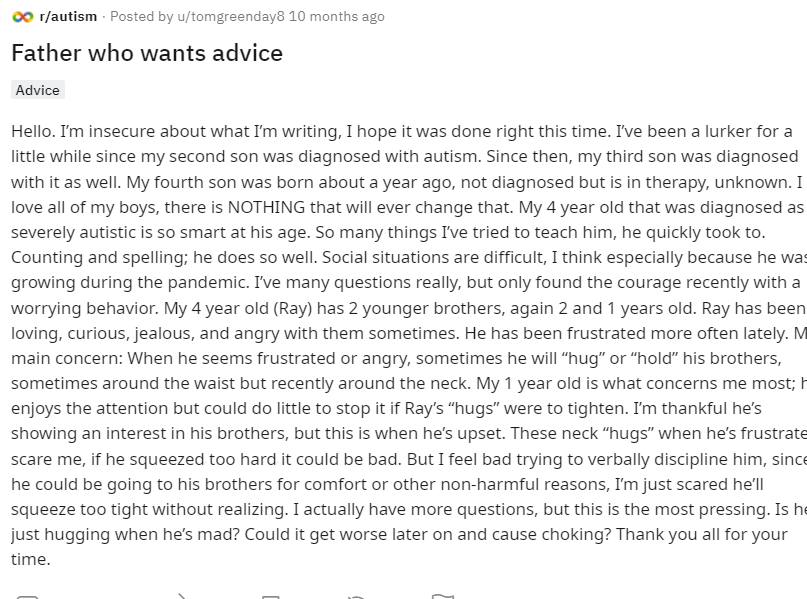 r/autism · Posted by u/tomgreenday8 10 months ago
Father who wants advice
Advice
Hello. I’m insecure about what I’m writing, I hope it was done right this time. I’ve been a lurker for a
little while since my second son was diagnosed with autism. Since then, my third son was diagnosed
with it as well. My fourth son was born about a year ago, not diagnosed but is in therapy, unknown. I
love all of my boys, there is NOTHING that will ever change that. My 4 year old that was diagnosed as
severely autistic is so smart at his age. So many things I’ve tried to teach him, he quickly took to.
Counting and spelling; he does so well. Social situations are difficult, I think especially because he was
growing during the pandemic. I’ve many questions really, but only found the courage recently with a
worrying behavior. My 4 year old (Ray) has 2 younger brothers, again 2 and 1 years old. Ray has been
loving, curious, jealous, and angry with them sometimes. He has been frustrated more often lately. M
main concern: When he seems frustrated or angry, sometimes he will “hug” or “hold” his brothers,
sometimes around the waist but recently around the neck. My 1 year old is what concerns me most; h
enjoys the attention but could do little to stop it if Ray’s “hugs” were to tighten. I’m thankful he’s
showing an interest in his brothers, but this is when he’s upset. These neck “hugs” when he’s frustrate
scare me, if he squeezed too hard it could be bad. But I feel bad trying to verbally discipline him, since
he could be going to his brothers for comfort or other non-harmful reasons, I’m just scared he’ll
squeeze too tight without realizing. I actually have more questions, but this is the most pressing. Is he
just hugging when he’s mad? Could it get worse later on and cause choking? Thank you all for your
time.